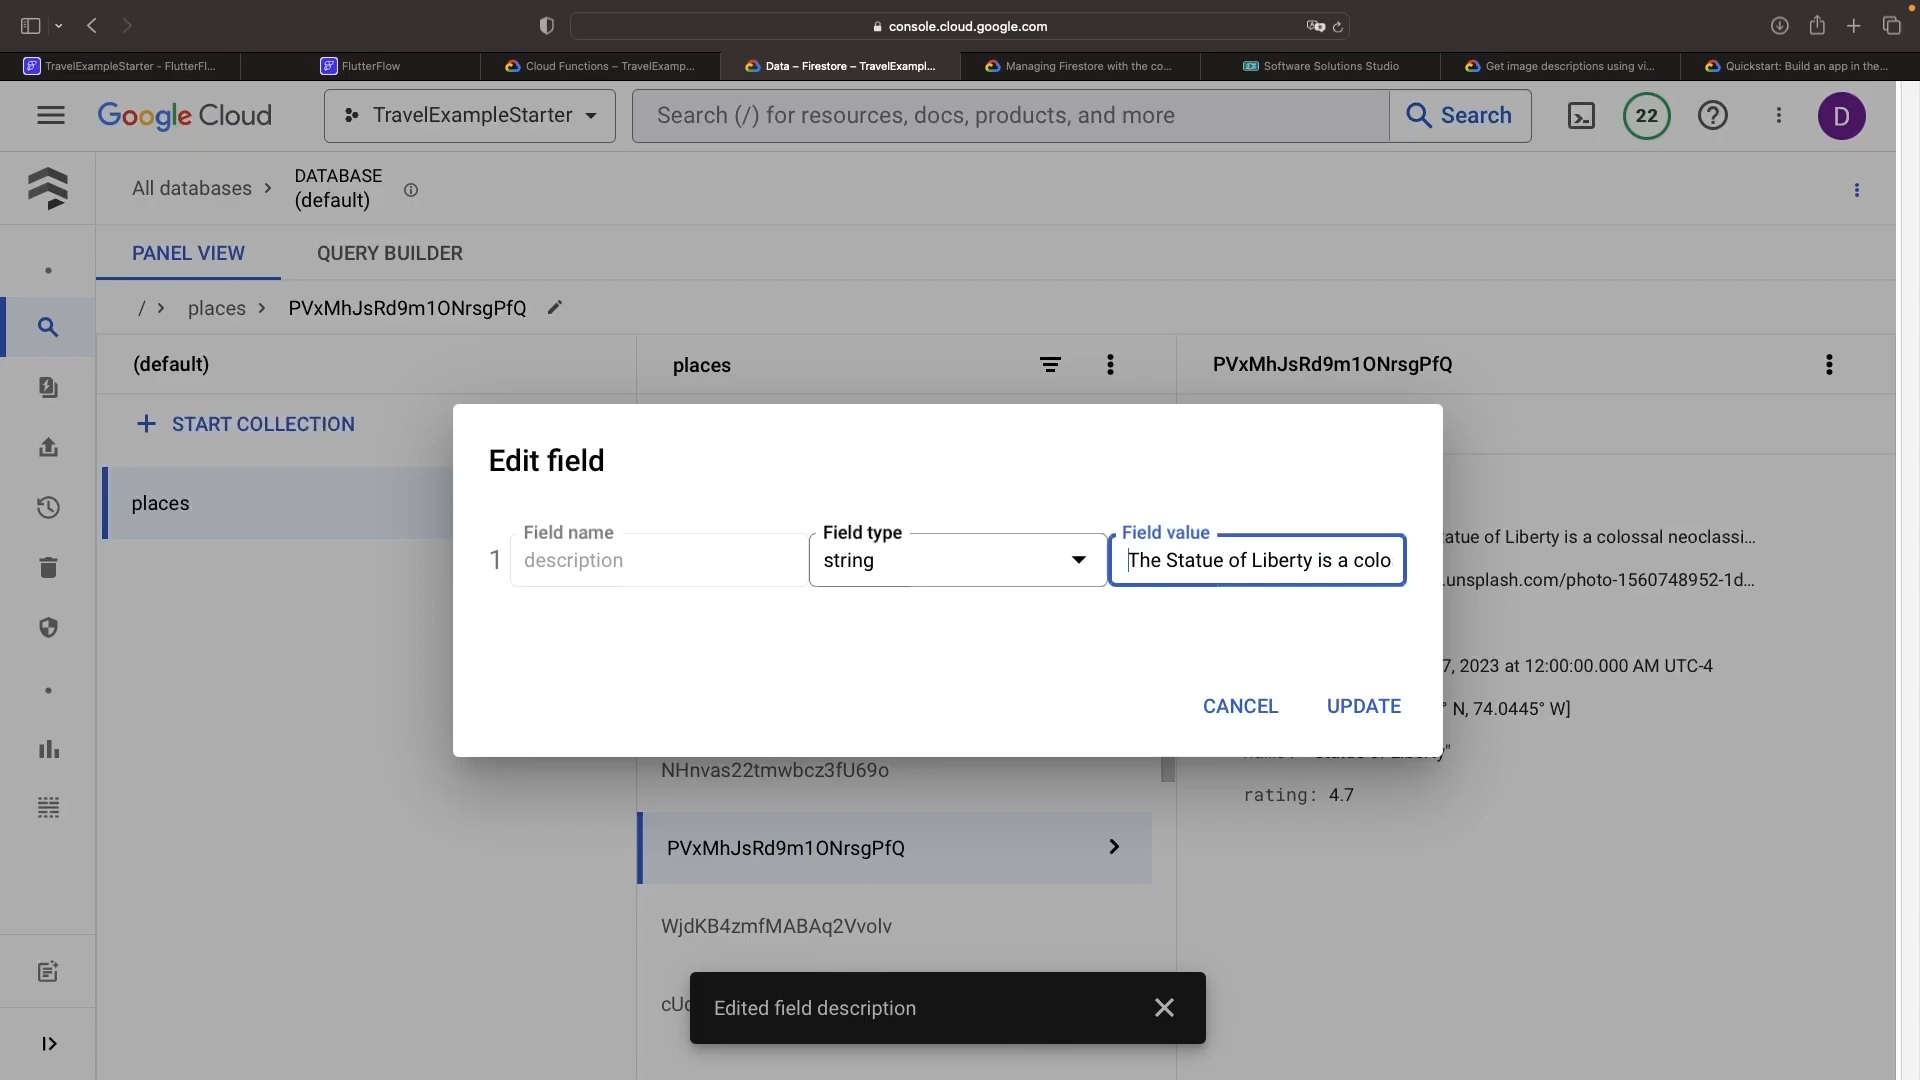 console.cloud.google.com
TravelExampleStarter - FlutterFl...
FlutterFlow
Cloud Functions – TravelExamp...
Data – Firestore – TravelExampl...
Managing Firestore with the co...
Software Solutions Studio
Get image descriptions using vi...
Quickstart: Build an app in the...
Google Cloud
TravelExampleStarter
Search (/) for resources, docs, products, and more
Search
22
D
All databases
DATABASE
(default)
PANEL VIEW
QUERY BUILDER
/ > places > PVxMhJsRd9m1ONrsgPfQ
(default)
places
PVxMhJsRd9m1ONrsgPfQ
START COLLECTION
places
Edit field
Field name
Field type
Field value
1
description
string
The Statue of Liberty is a colo
atue of Liberty is a colossal neoclassi...
.unsplash.com/photo-1560748952-1d...
7, 2023 at 12:00:00.000 AM UTC-4
° N, 74.0445° W]
CANCEL
UPDATE
NHnvas22tmwbcz3fU69o
rating: 4.7
PVxMhJsRd9m1ONrsgPfQ
WjdKB4zmfMABAq2Vvolv
Edited field description